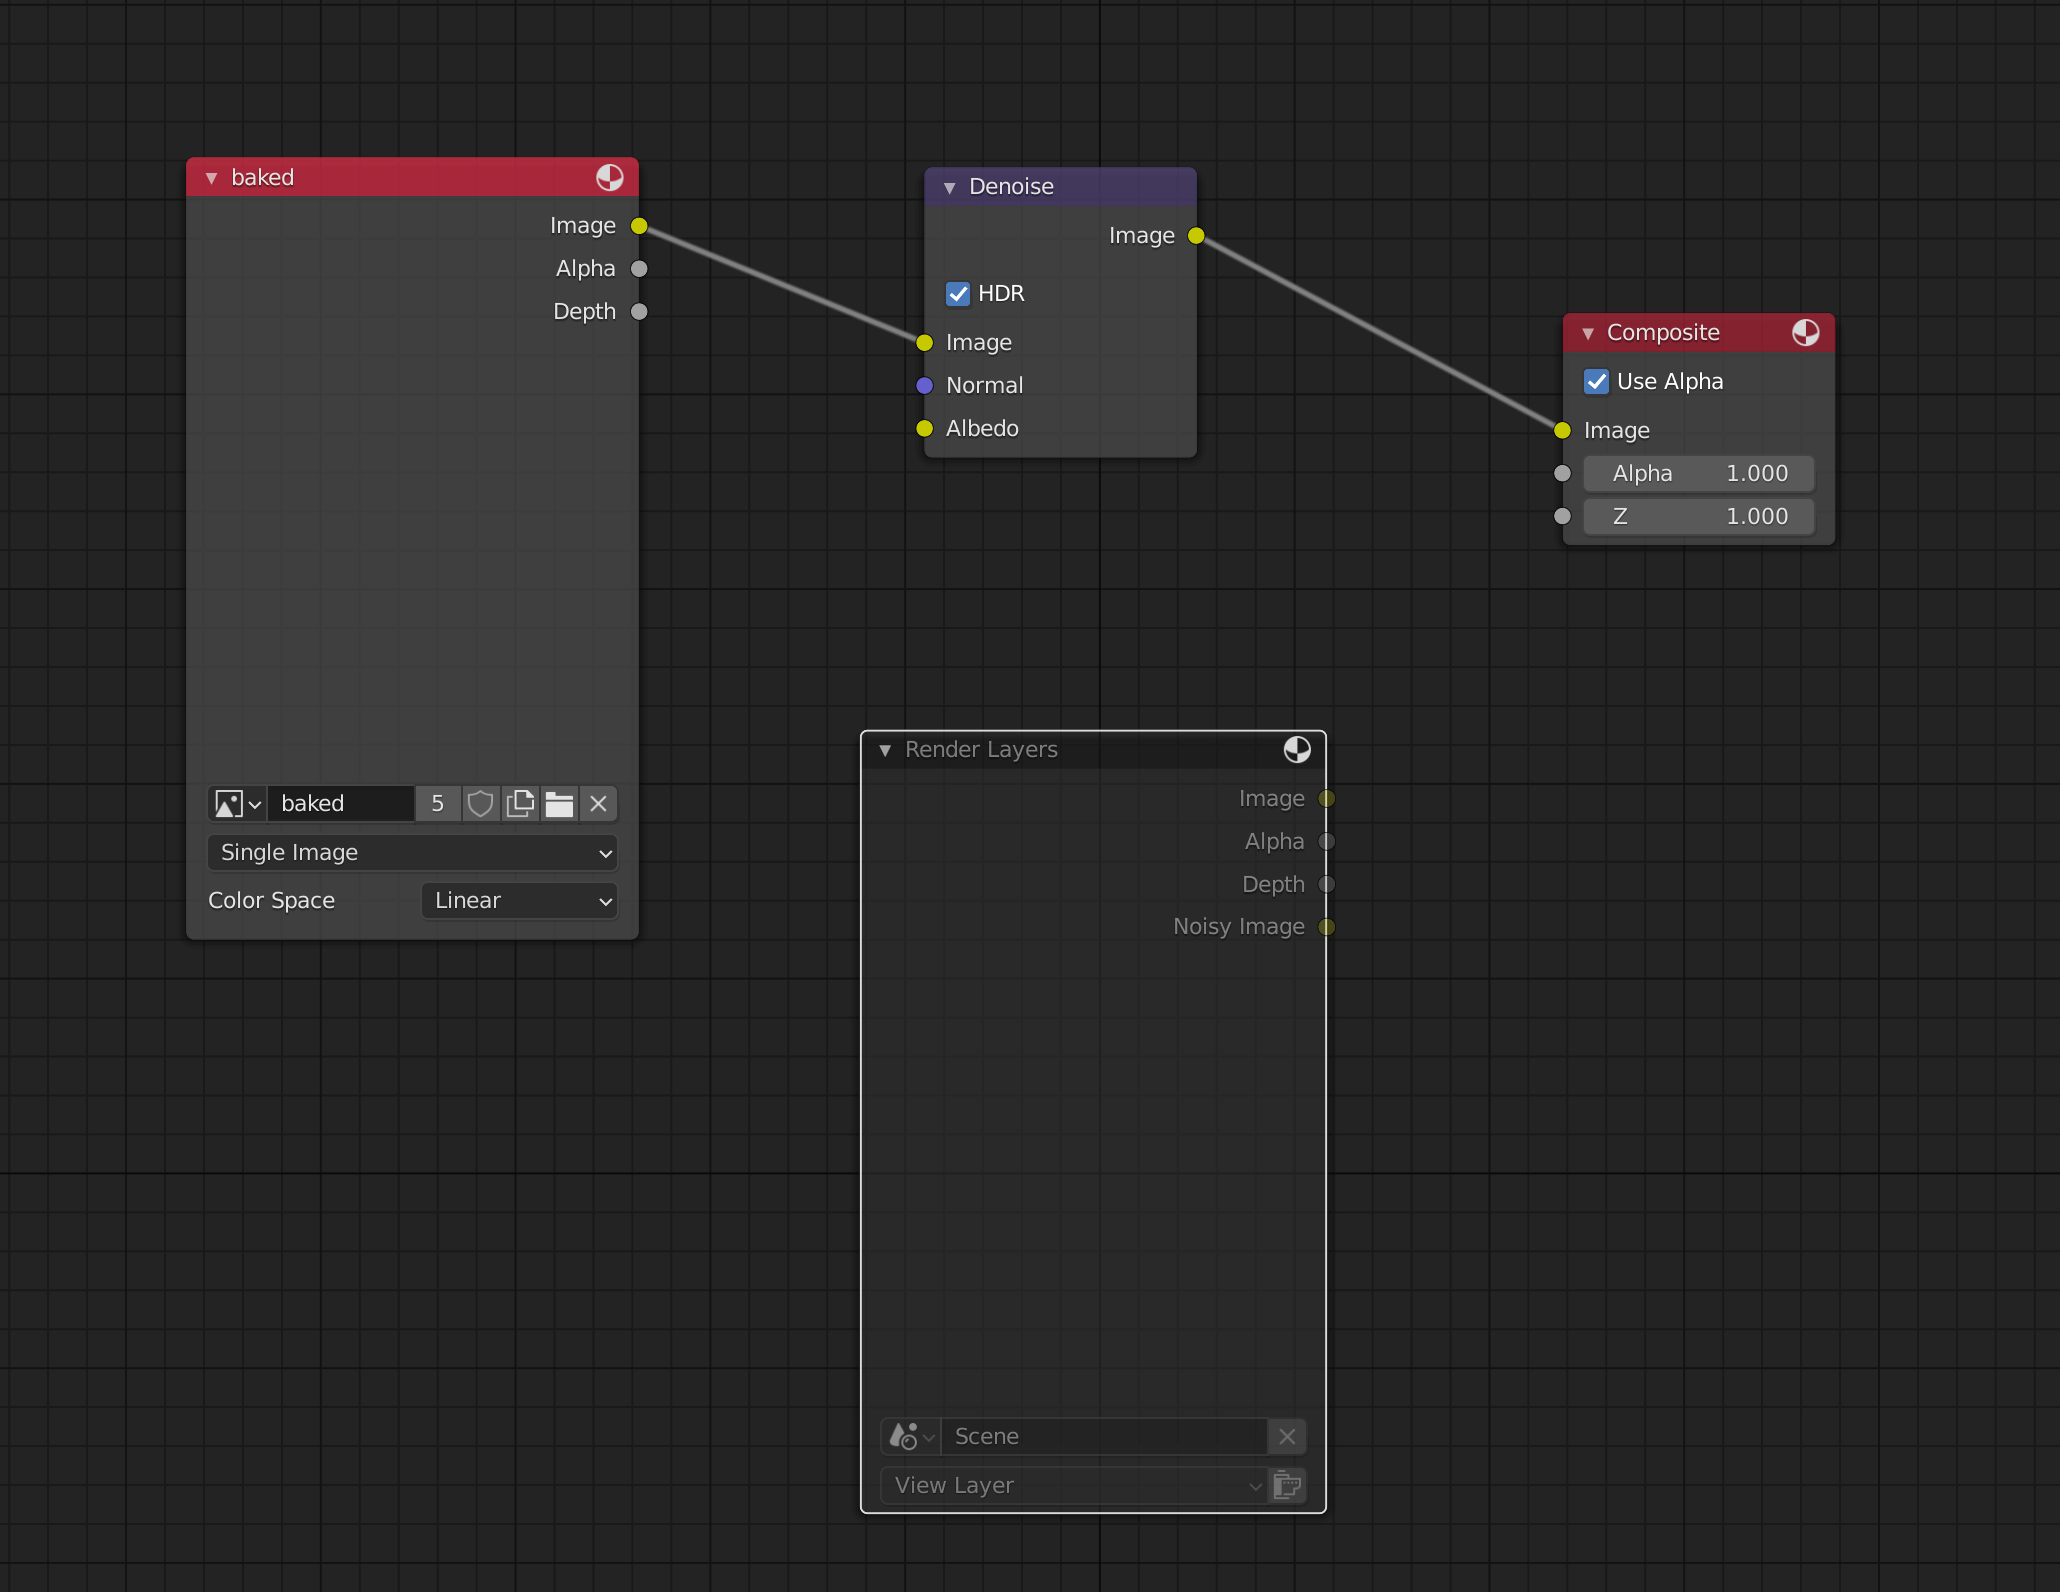 baked
Image
Alpha
Depth
baked 5
Single Image
Color Space Linear
Denoise
Image
HDR
Image
Normal
Albedo
Composite
Use Alpha
Image
Alpha 1.000
Z 1.000
Render Layers
Image
Alpha
Depth
Noisy Image
Scene
View Layer